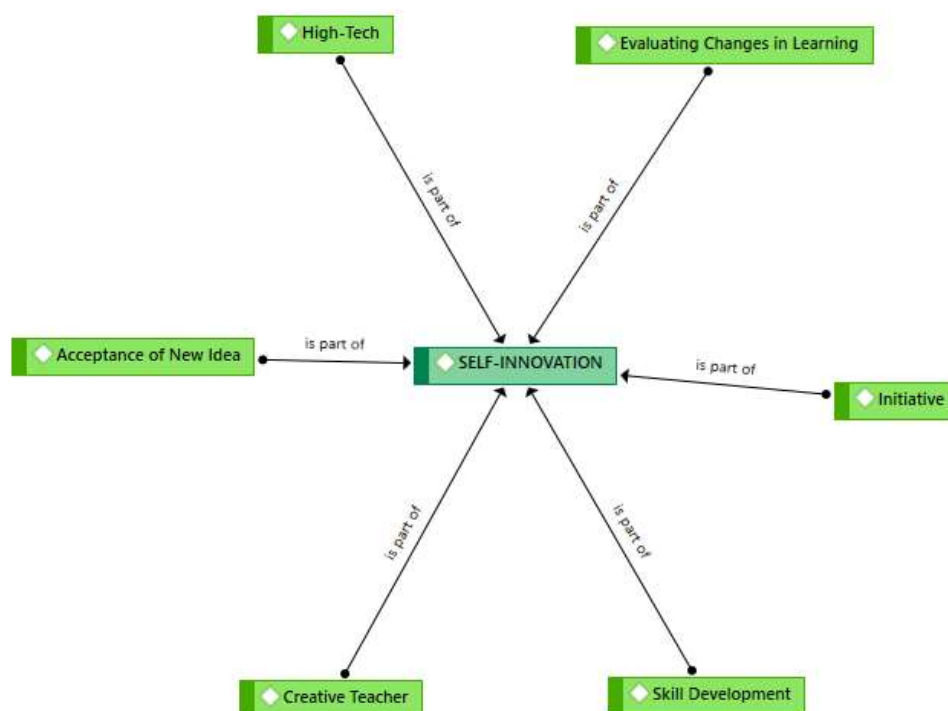 High-Tech
Evaluating Changes in Learning
is part of
is part of
Acceptance of New Idea
is part of
SELF-INNOVATION
is part of
Initiative
is part of
is part of
Creative Teacher
Skill Development